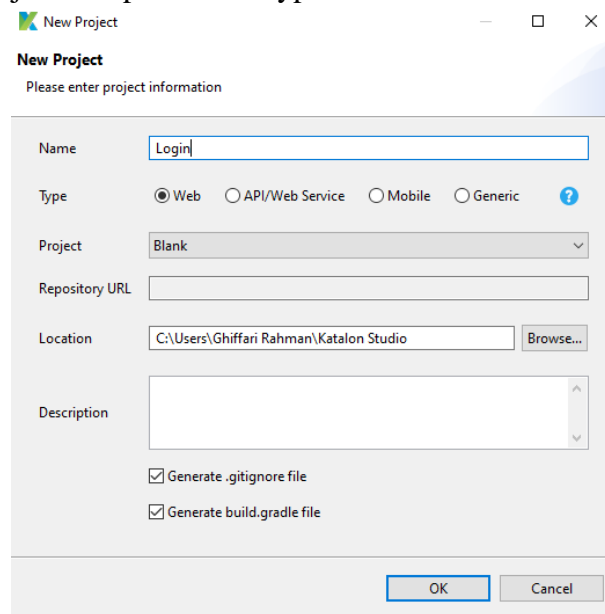 New Project
New Project
Please enter project information
Name
Login
Type
Web API/Web Service Mobile Generic ?
Project
Blank
Repository URL
Location
C:\Users\Ghiffari Rahman\Katalon Studio
Browse...
Description
Generate .gitignore file
Generate build.gradle file
OK Cancel